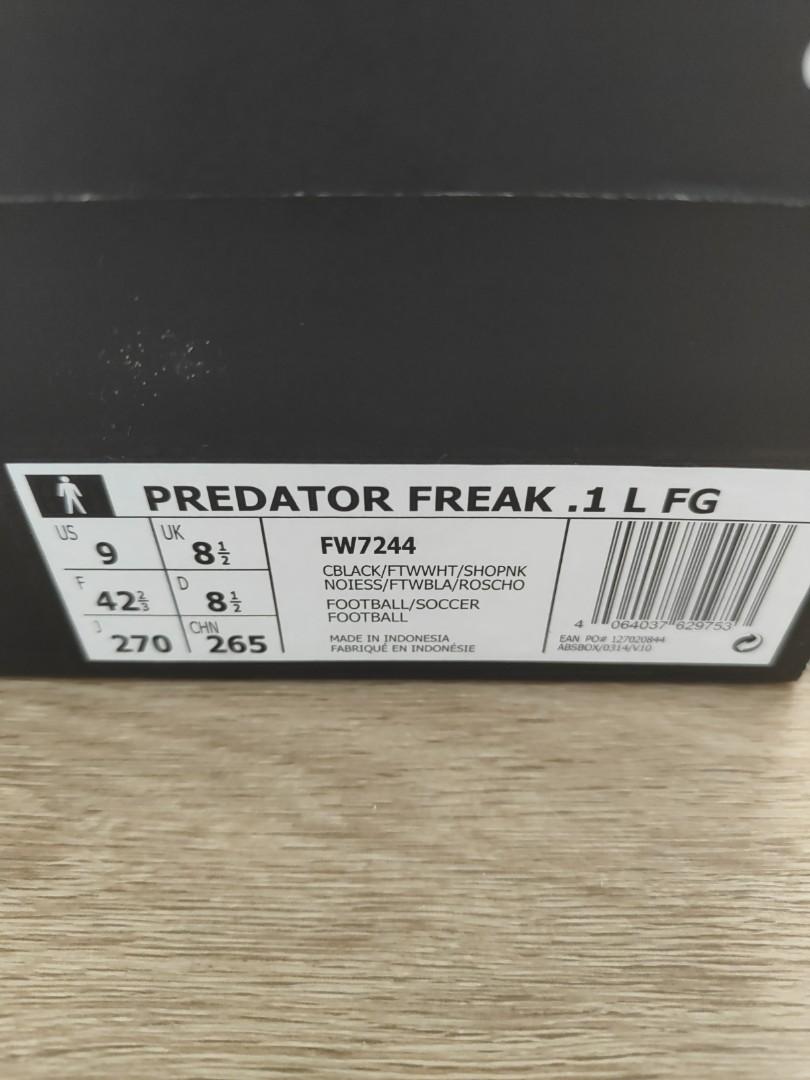 PREDATOR FREAK .1 L FG
US 9 UK 8½
F 42⅔ D 8½
J 270 CHN 265
FW7244
CBLACK/FTWWHT/SHOPNK
NOIESS/FTWBLA/ROSCHO
FOOTBALL/SOCCER
FOOTBALL
MADE IN INDONESIA
FABRIQUÉ EN INDONÉSIE
4 064037 629753
EAN PO# 127020844
ABSBOX/0314/V10